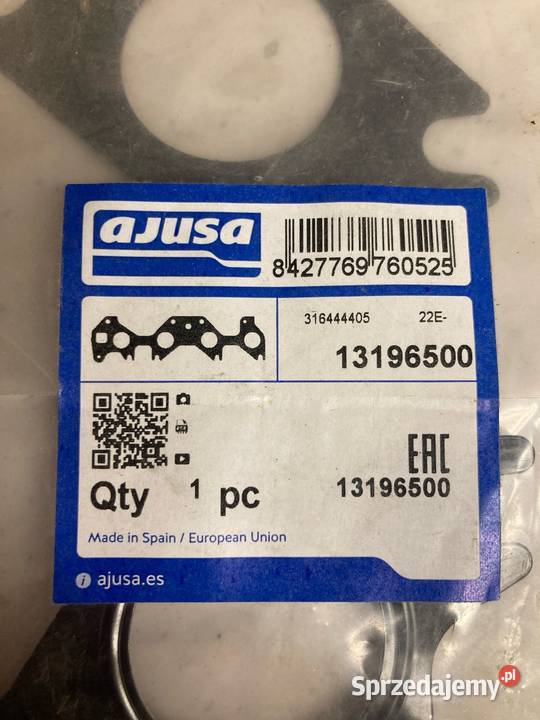 ajusa
8427769760525
316444405 22E-
13196500
EAC
Qty 1 pc
13196500
Made in Spain / European Union
i ajusa.es
Sprzedajemy.pl